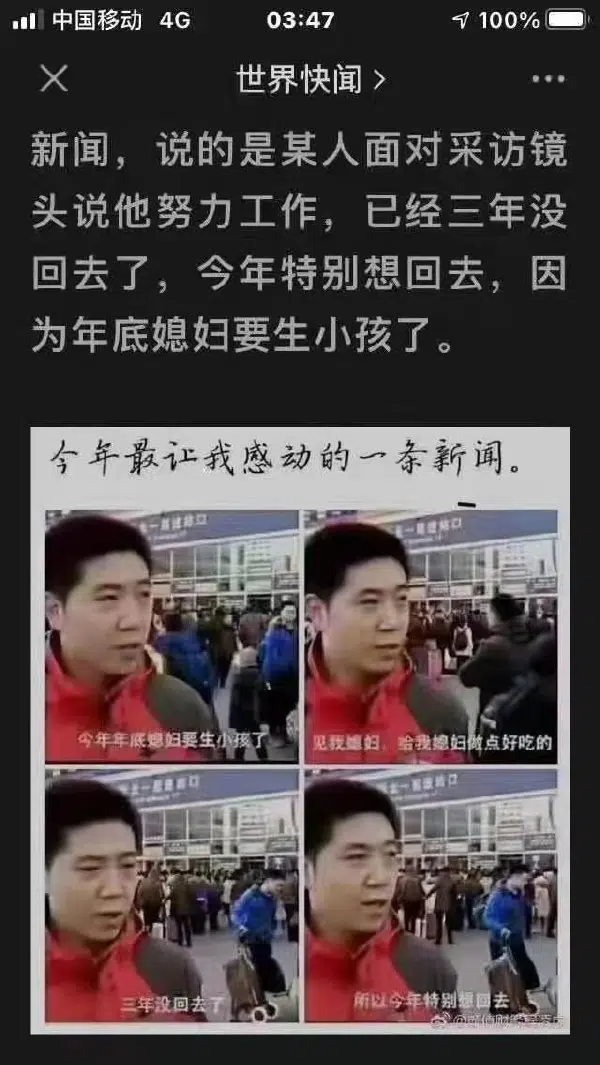 中国移动 4G 03:47 100%
世界快闻
新闻，说的是某人面对采访镜
头说他努力工作，已经三年没
回去了，今年特别想回去，因
为年底媳妇要生小孩了。
今年最让我感动的一条新闻。
今年年底媳妇要生小孩了
见我媳妇，给我媳妇做点好吃的
三年没回去了
所以今年特别想回去